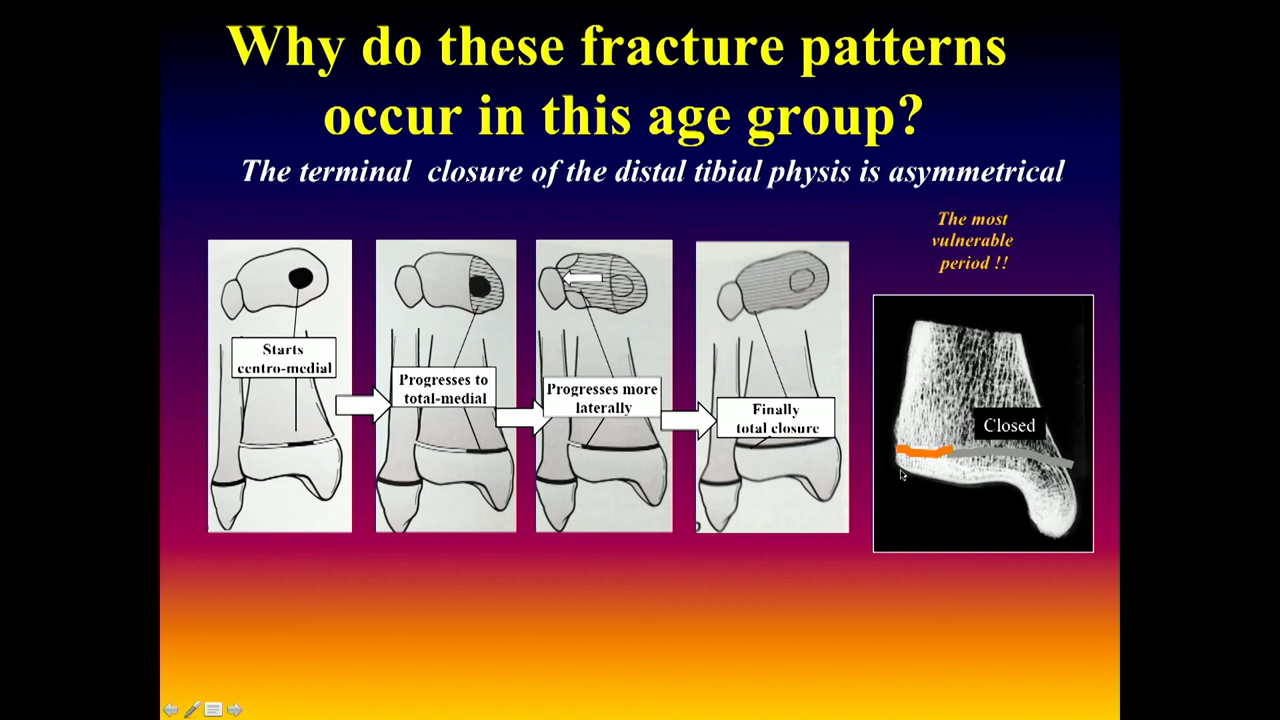 Why do these fracture patterns
occur in this age group?
The terminal closure of the distal tibial physis is asymmetrical
The most
vulnerable
period !!
Starts
centro-medial
Progresses to
total-medial
Progresses more
laterally
Finally
total closure
Closed